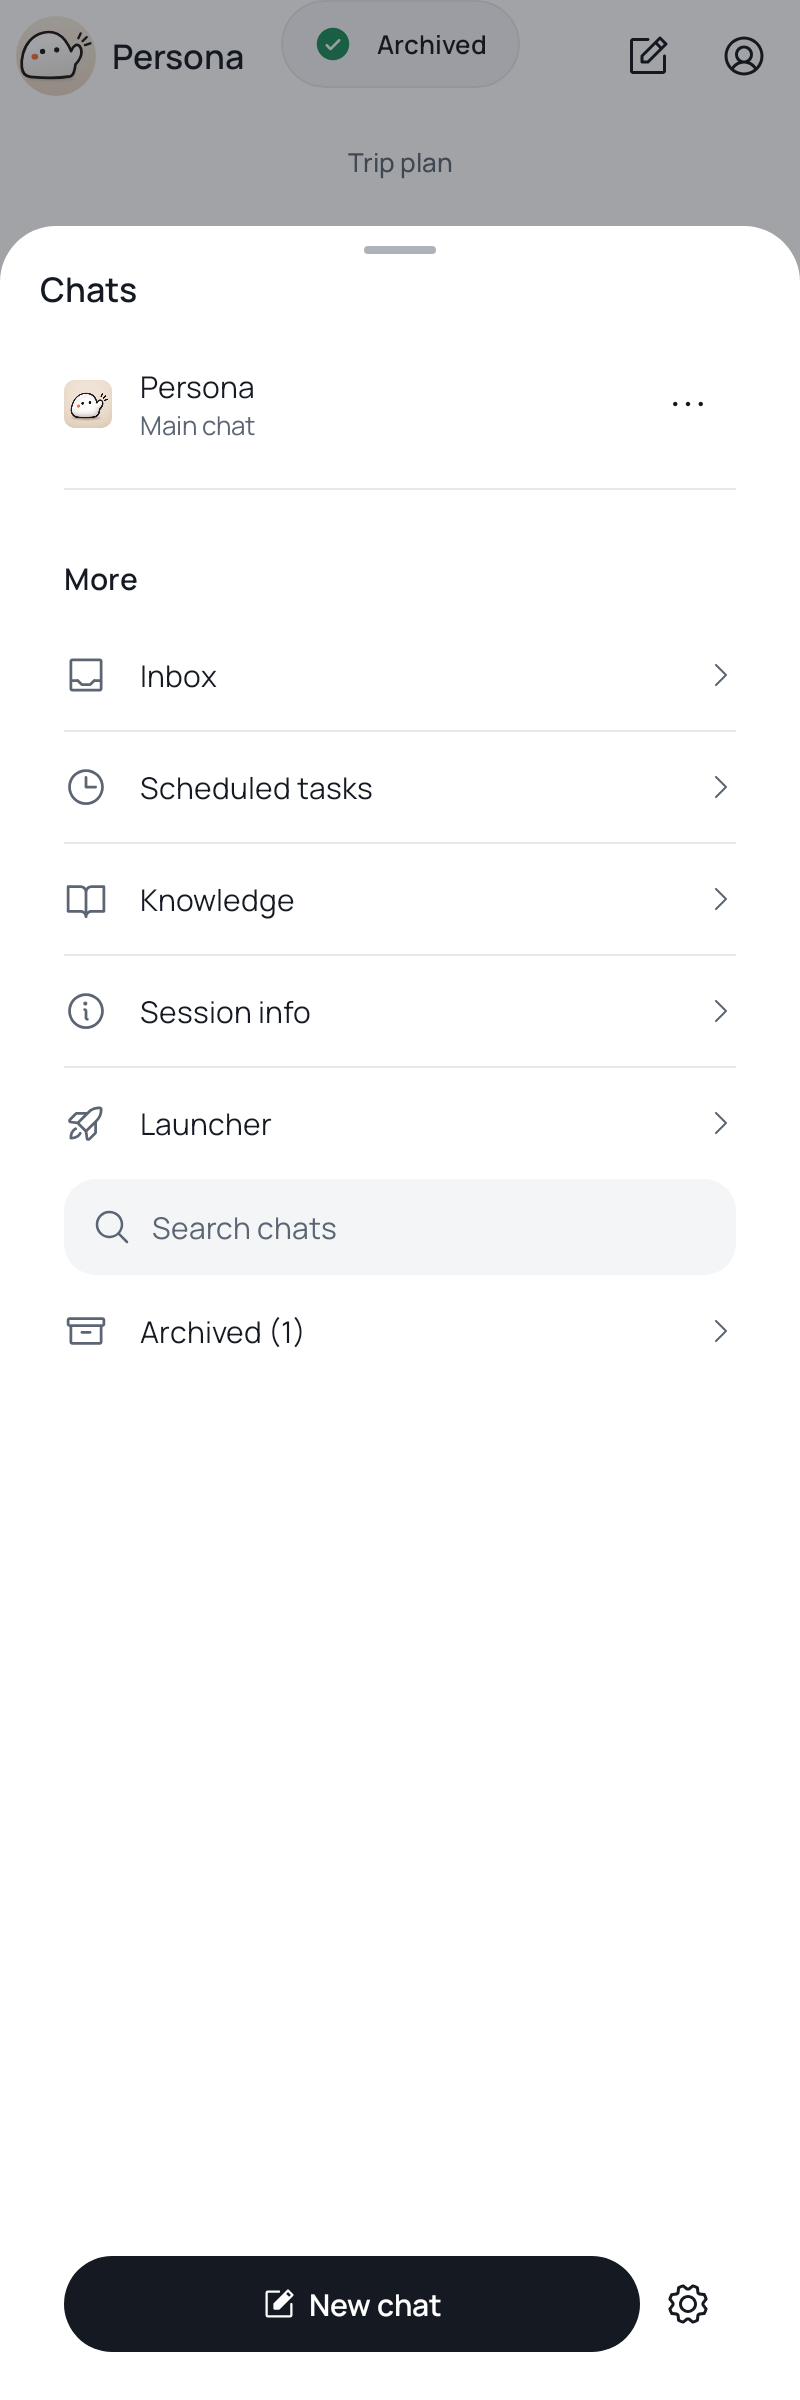 Persona
Archived
Trip plan
Chats
Persona
Main chat
More
Inbox
Scheduled tasks
Knowledge
Session info
Launcher
Search chats
Archived (1)
New chat